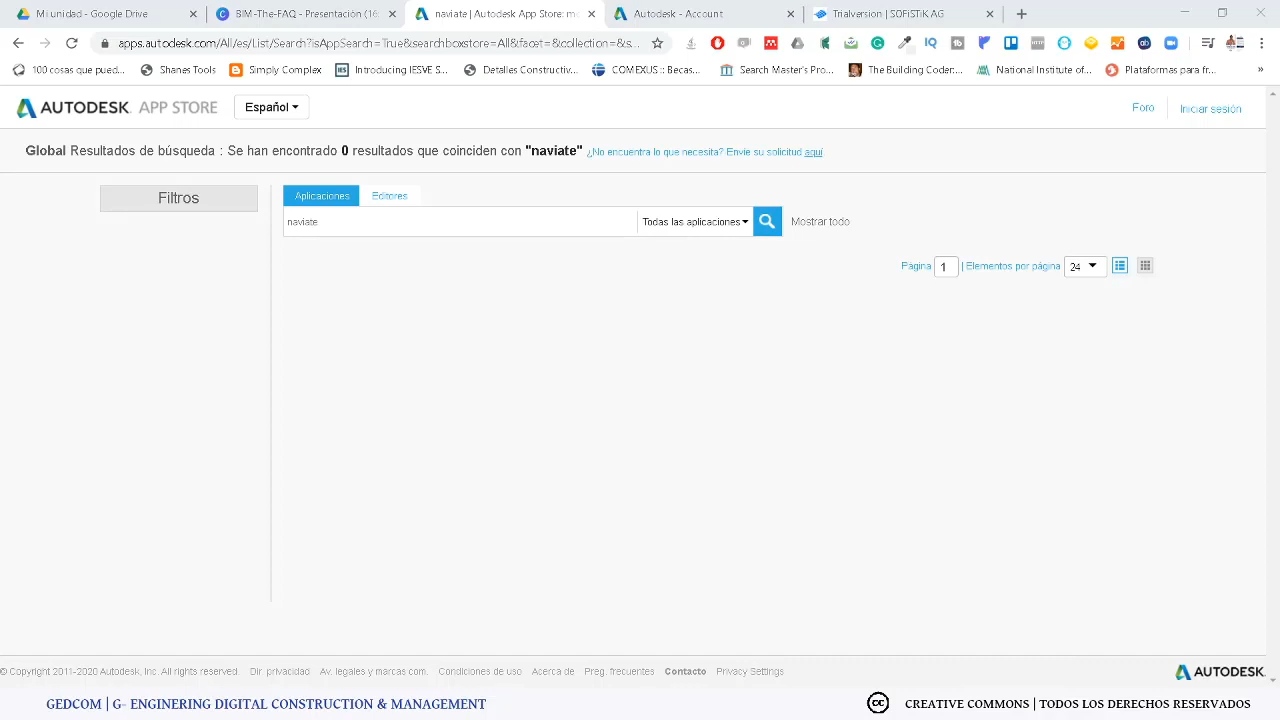 Mi unidad - Google Drive
BIM-The-FAQ - Presentación (16
naviate | Autodesk App Store: mo
Autodesk - Account
Trialversion | SOFiSTiK AG
apps.autodesk.com/All/es/List/Search?isAppSearch=True&searchboxstore=All&facet=&collection=&s...
100 cosas que pued...
Shanes Tools
Simply Complex
Introducing IDEVE S...
Detalles Constructiv...
COMEXUS :: Becas...
Search Master's Pro...
The Building Coder:...
National Institute of...
Plataformas para fr...
»
AUTODESK APP STORE
Español
Foro
Iniciar sesión
Global Resultados de búsqueda : Se han encontrado 0 resultados que coinciden con "naviate" ¿No encuentra lo que necesita? Envíe su solicitud aquí
Filtros
Aplicaciones
Editores
naviate
Todas las aplicaciones
Mostrar todo
Página 1 | Elementos por página 24
© Copyright 2011-2020 Autodesk, Inc. All rights reserved.
Dir. privacidad
Av. legales y marcas com.
Condiciones de uso
Acerca de
Preg. frecuentes
Contacto
Privacy Settings
AUTODESK.
GEDCOM | G- ENGINERING DIGITAL CONSTRUCTION & MANAGEMENT
cc
CREATIVE COMMONS | TODOS LOS DERECHOS RESERVADOS